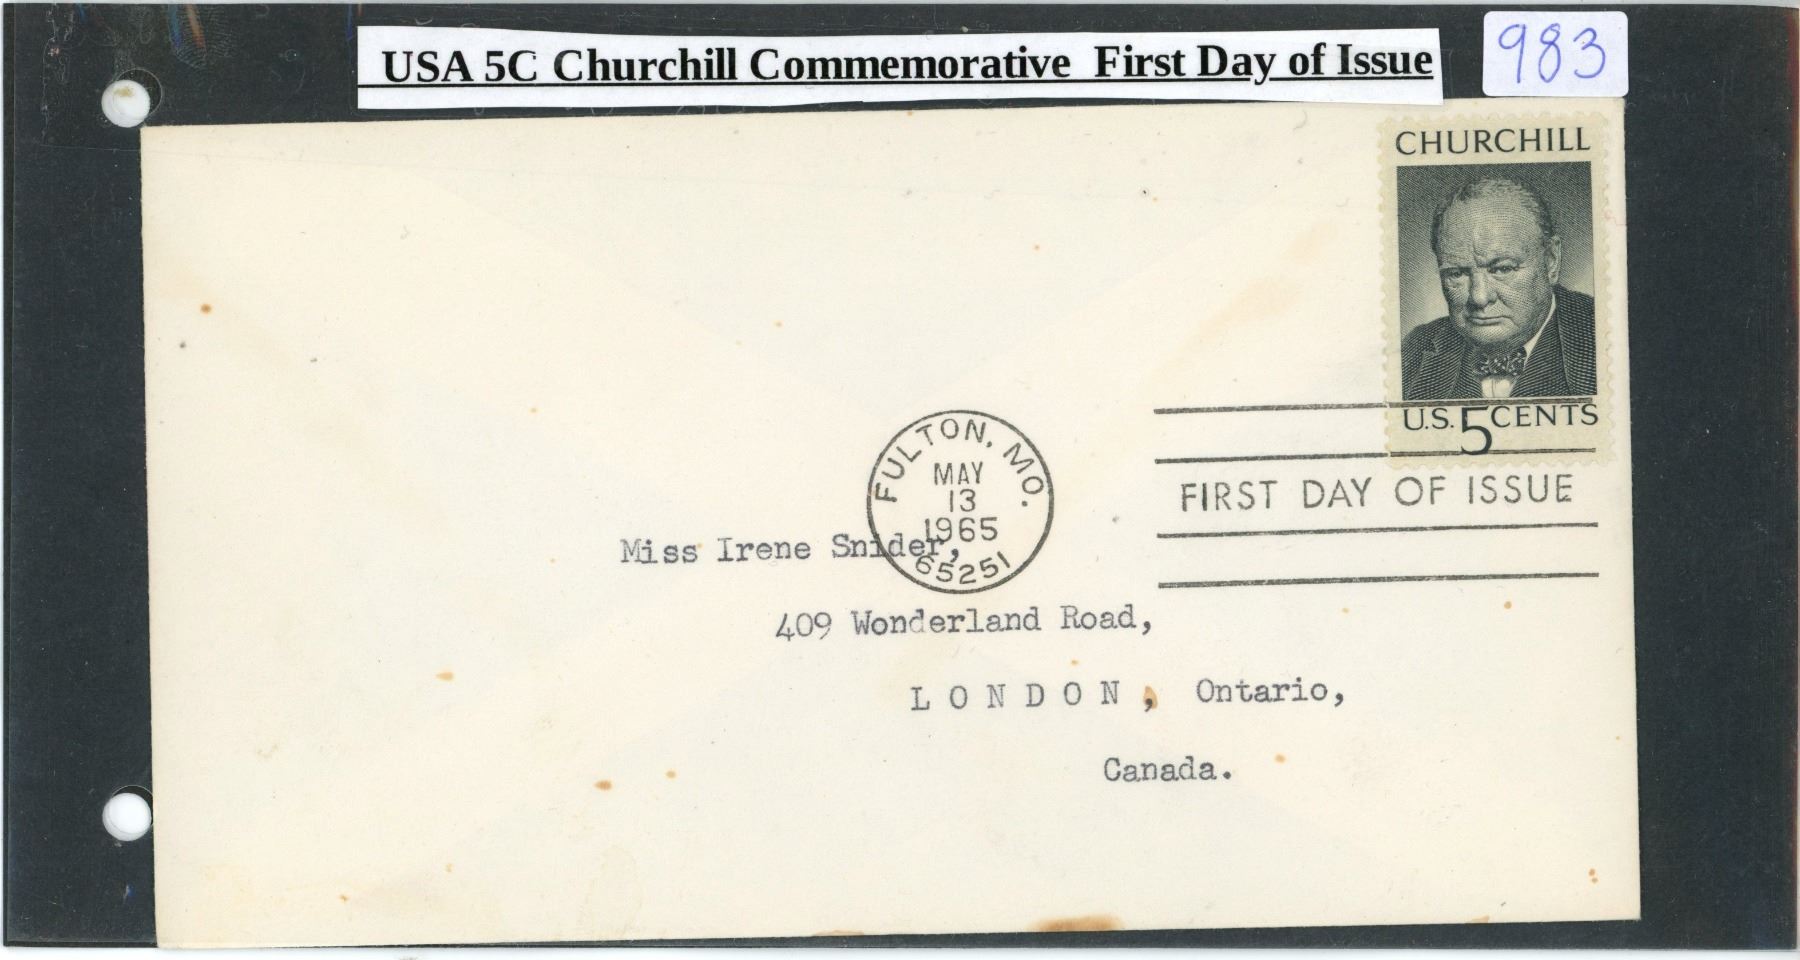 USA 5C Churchill Commemorative First Day of Issue
983
CHURCHILL
U.S. 5 CENTS
FULTON, MO.
MAY
13
1965
65251
FIRST DAY OF ISSUE
Miss Irene Snider,
409 Wonderland Road,
LONDON, Ontario,
Canada.